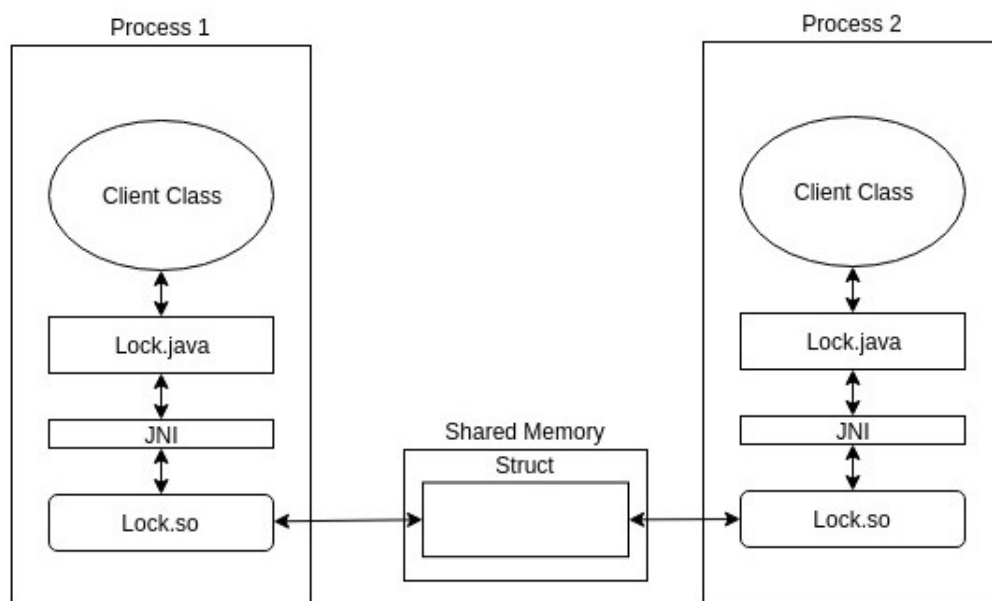 Process 1
Client Class
Lock.java
JNI
Lock.so
Shared Memory
Struct
Process 2
Client Class
Lock.java
JNI
Lock.so